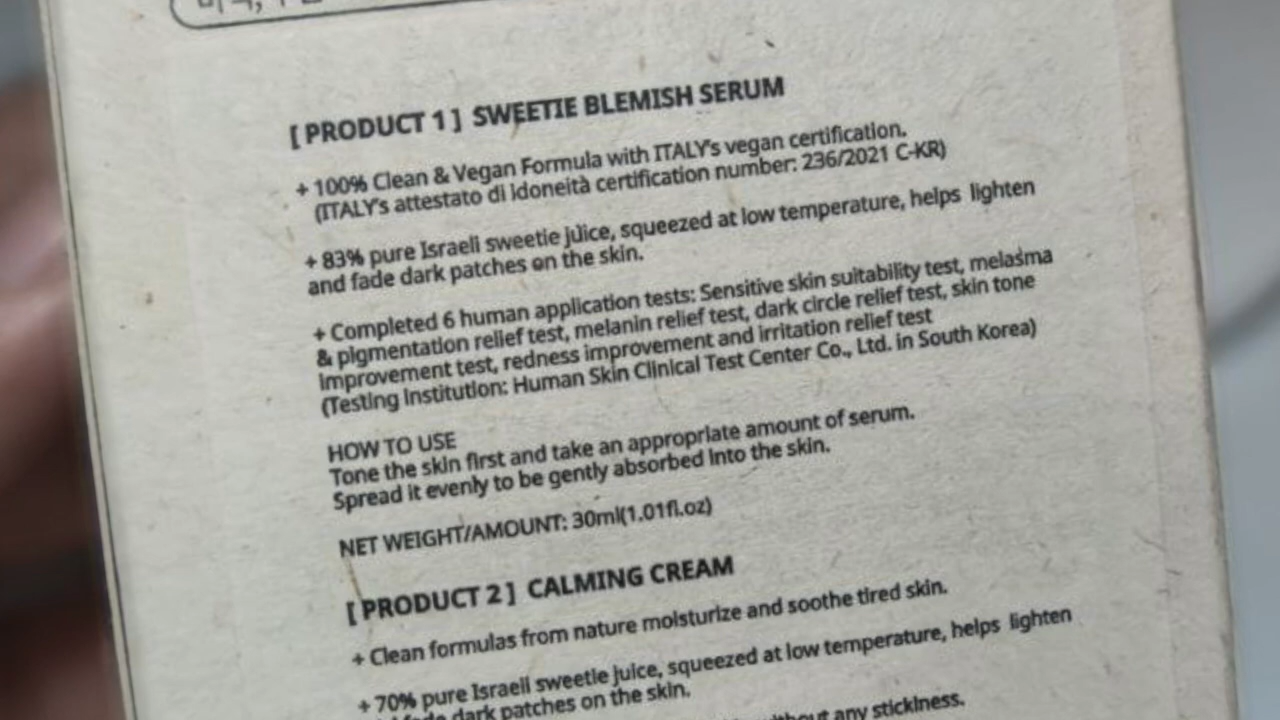 [ PRODUCT 1 ] SWEETIE BLEMISH SERUM
+ 100% Clean & Vegan Formula with ITALY's vegan certification.
(ITALY's attestato di idoneità certification number: 236/2021 C-KR)
+ 83% pure Israeli sweetie juice, squeezed at low temperature, helps lighten
and fade dark patches on the skin.
+ Completed 6 human application tests: Sensitive skin suitability test, melasma
& pigmentation relief test, melanin relief test, dark circle relief test, skin tone
improvement test, redness improvement and irritation relief test
(Testing Institution: Human Skin Clinical Test Center Co., Ltd. in South Korea)
HOW TO USE
Tone the skin first and take an appropriate amount of serum.
Spread it evenly to be gently absorbed into the skin.
NET WEIGHT/AMOUNT: 30ml(1.01fl.oz)
[ PRODUCT 2 ] CALMING CREAM
+ Clean formulas from nature moisturize and soothe tired skin.
+ 70% pure Israeli sweetie juice, squeezed at low temperature, helps lighten
fade dark patches on the skin.
without any stickiness.